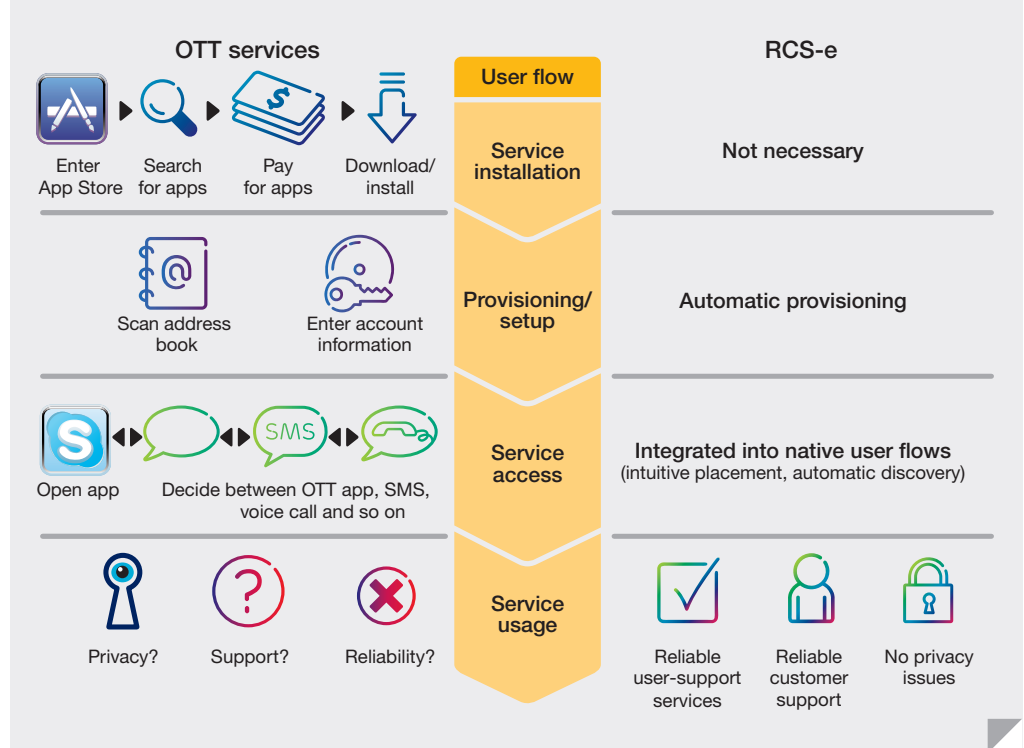 OTT services
User flow
RCS-e
Enter
App Store
Search
for apps
$
Pay
for apps
Download/
install
Service
installation
Not necessary
@
Scan address
book
Enter account
information
Provisioning/
setup
Automatic provisioning
S
Open app
SMS
Decide between OTT app, SMS,
voice call and so on
Service
access
Integrated into native user flows
(intuitive placement, automatic discovery)
?
Privacy?
Support?
Reliability?
Service
usage
Reliable
user-support
services
Reliable
customer
support
No privacy
issues